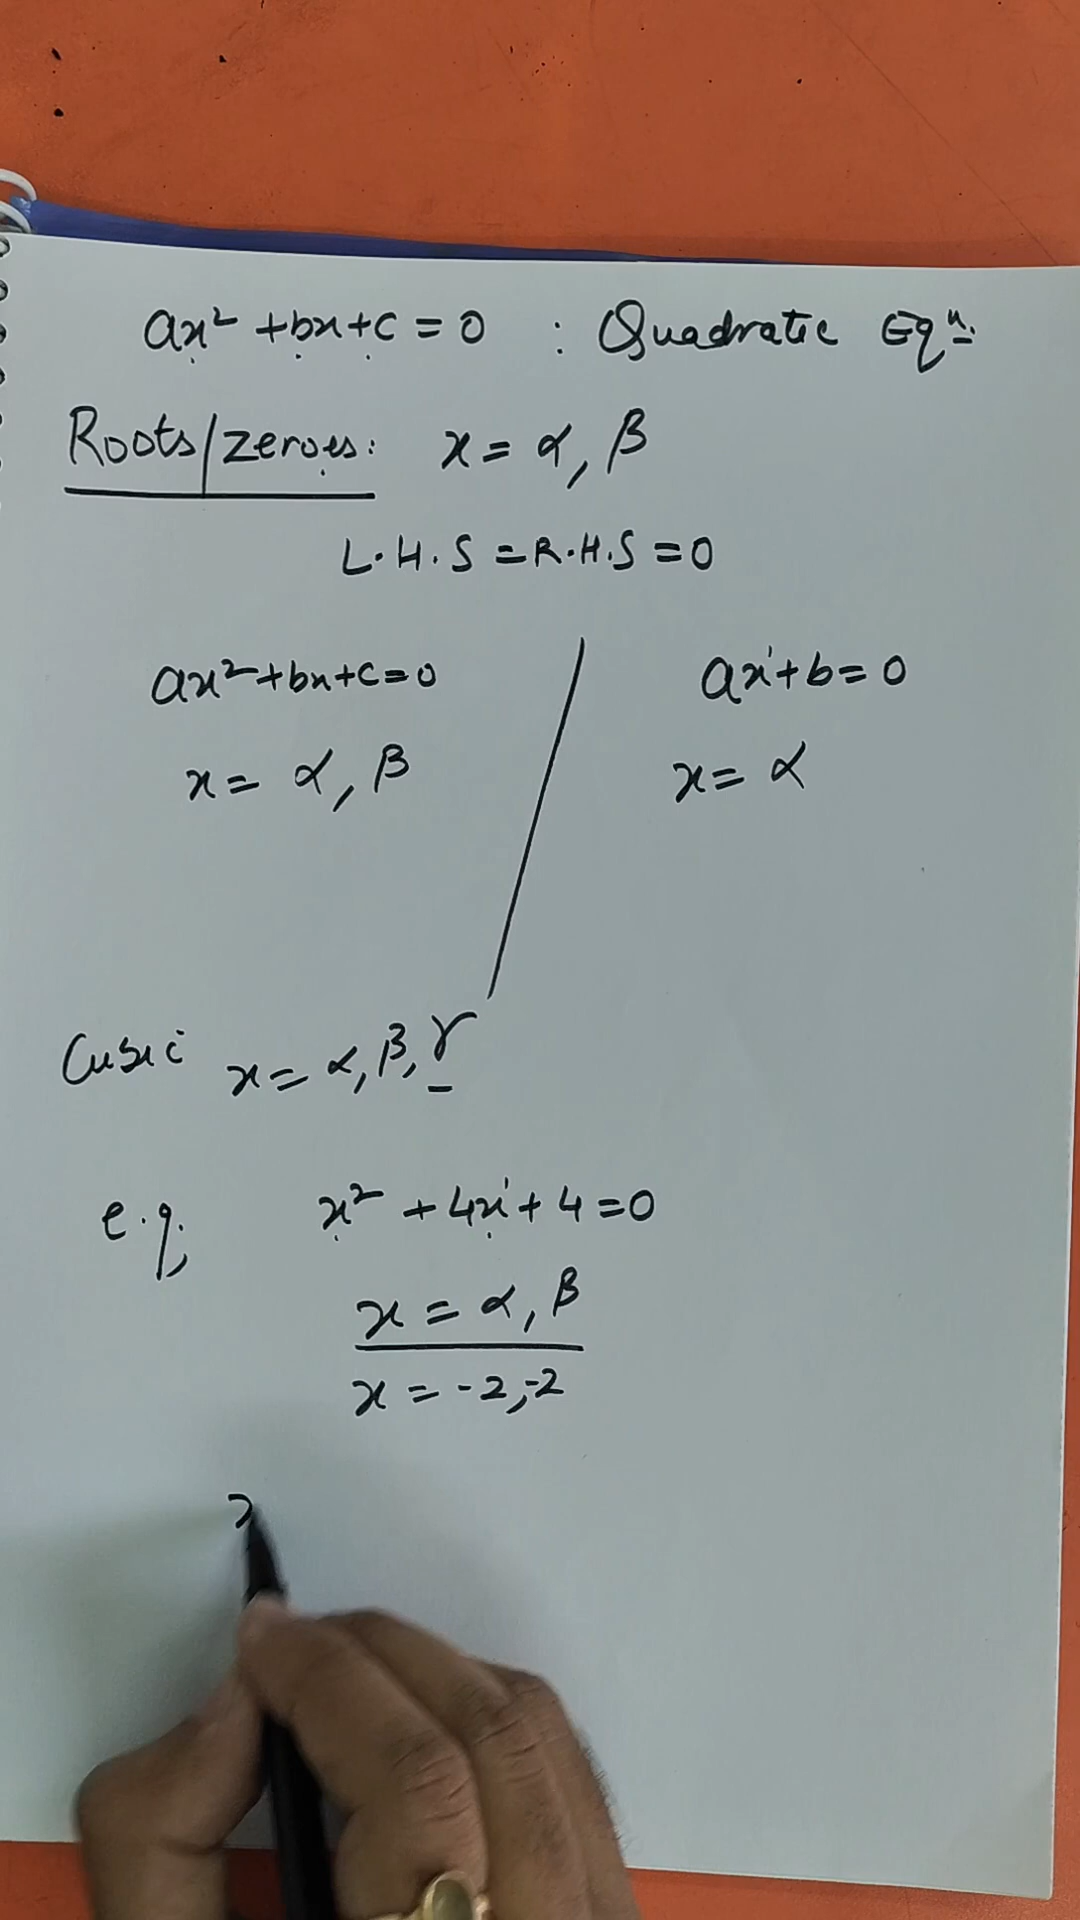 ax² + bx + c = 0 : Quadratic Eqⁿ.
Roots/zeroes: x = α, β
L.H.S = R.H.S = 0
ax² + bx + c = 0
x = α, β
ax + b = 0
x = α
Cubic x = α, β, γ
e.g. x² + 4x + 4 = 0
x = α, β
x = -2, -2